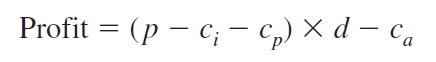 Profit = (p − c_i − c_p) × d − c_a